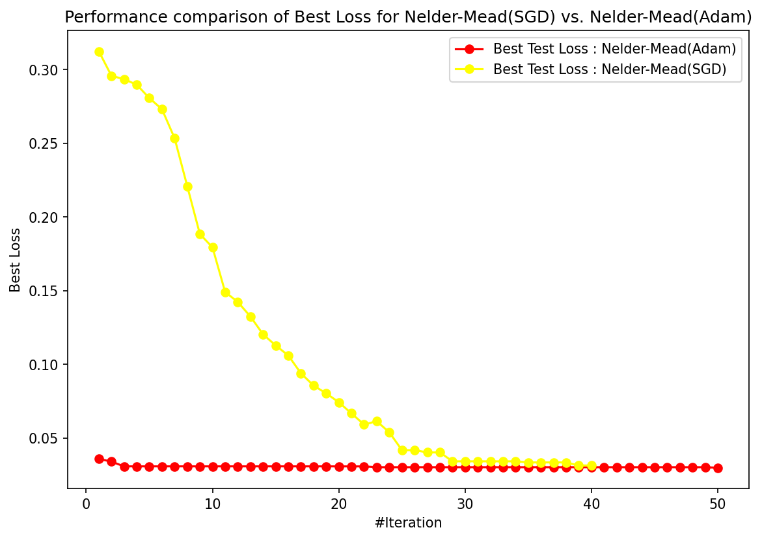 Performance comparison of Best Loss for Nelder-Mead(SGD) vs. Nelder-Mead(Adam)
Best Test Loss : Nelder-Mead(Adam)
Best Test Loss : Nelder-Mead(SGD)
Best Loss
0.30
0.25
0.20
0.15
0.10
0.05
0 10 20 30 40 50
#Iteration